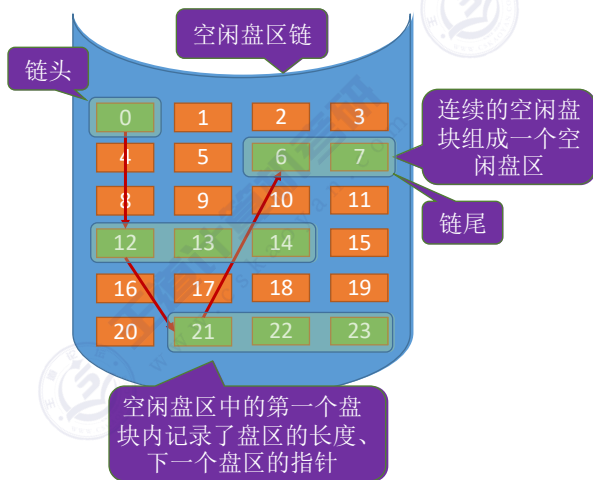 空闲盘区链
链头
0 1 2 3
4 5 6 7
8 9 10 11
12 13 14 15
16 17 18 19
20 21 22 23
连续的空闲盘
块组成一个空
闲盘区
链尾
空闲盘区中的第一个盘
块内记录了盘区的长度、
下一个盘区的指针